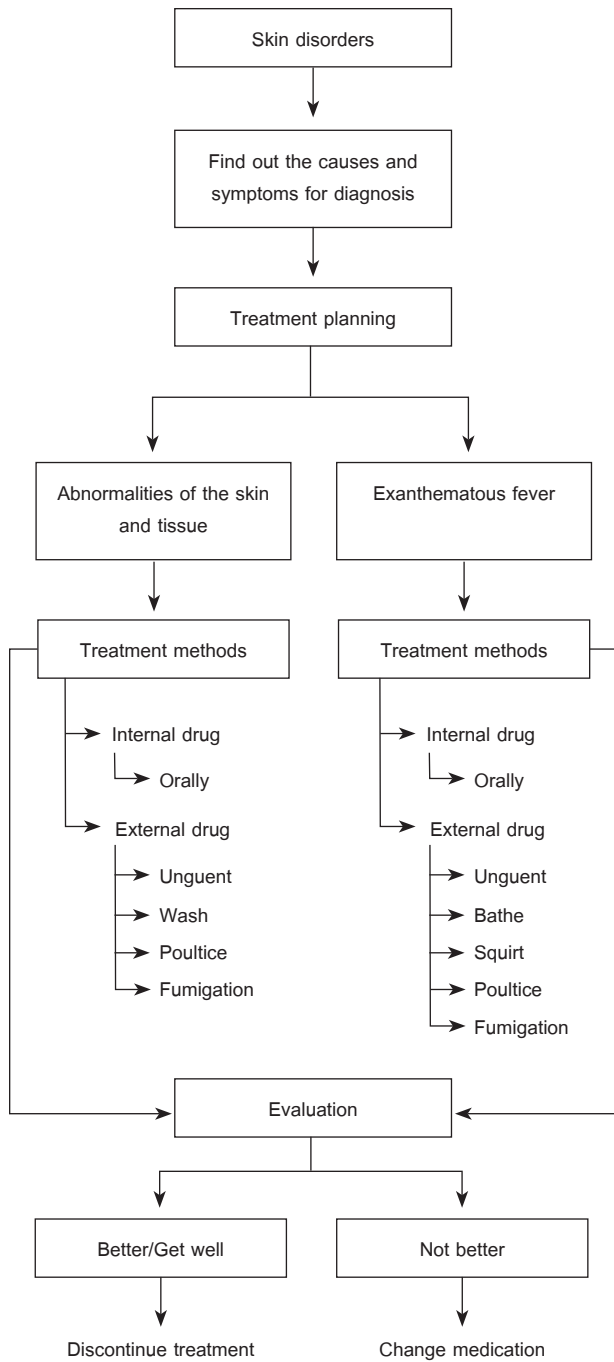 Skin disorders
Find out the causes and
symptoms for diagnosis
Treatment planning
Abnormalities of the skin
and tissue
Treatment methods
Internal drug
Orally
External drug
Unguent
Wash
Poultice
Fumigation
Exanthematous fever
Treatment methods
Internal drug
Orally
External drug
Unguent
Bathe
Squirt
Poultice
Fumigation
Evaluation
Better/Get well
Discontinue treatment
Not better
Change medication